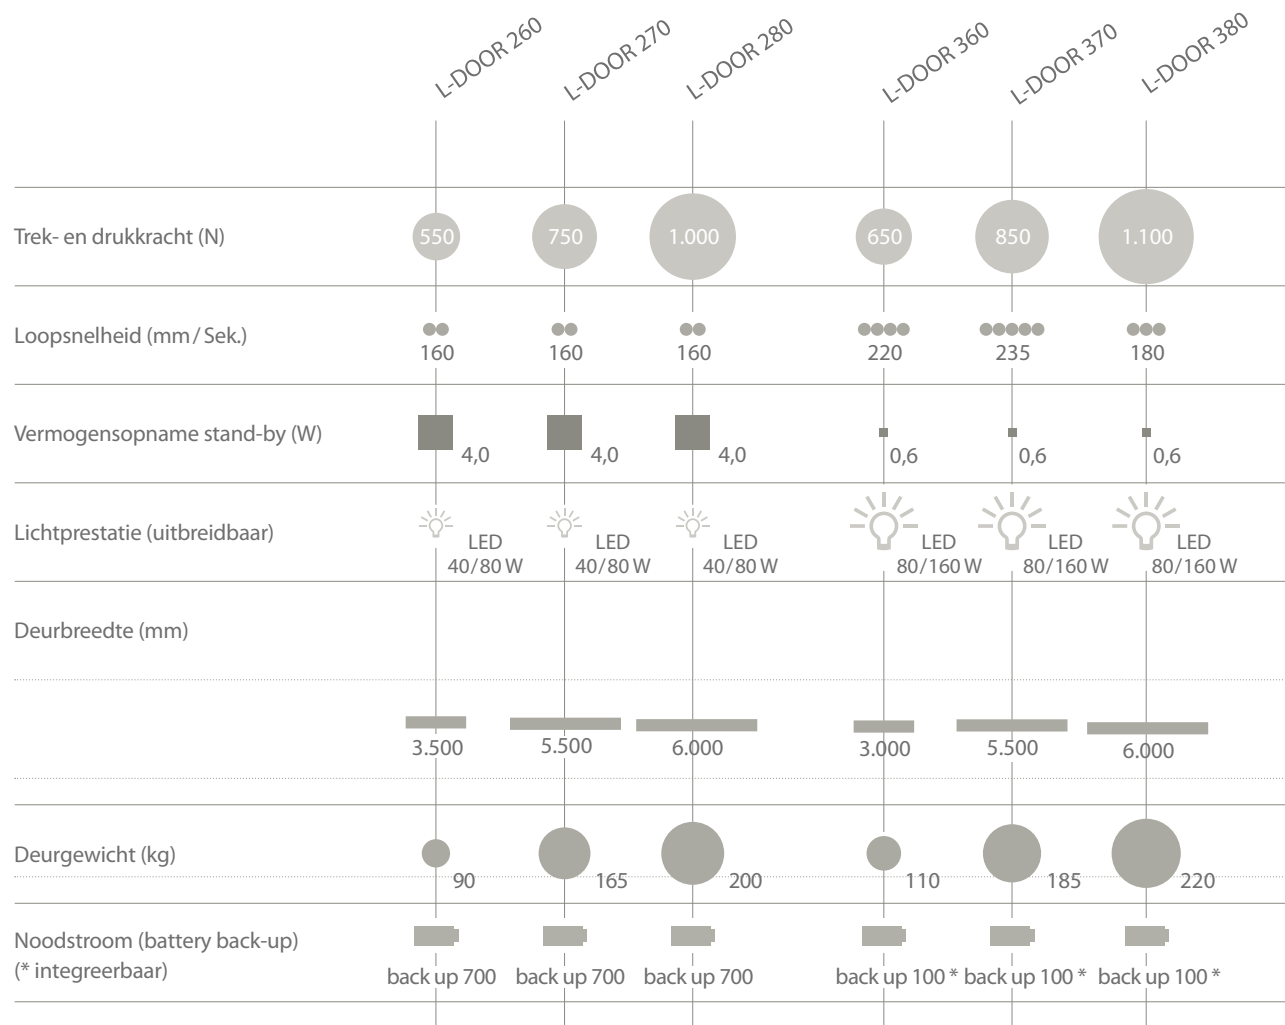 L-DOOR 260 L-DOOR 270 L-DOOR 280 L-DOOR 360 L-DOOR 370 L-DOOR 380
Trek- en drukkracht (N) 550 750 1.000 650 850 1.100
Loopsnelheid (mm / Sek.) 160 160 160 220 235 180
Vermogensopname stand-by (W) 4,0 4,0 4,0 0,6 0,6 0,6
Lichtprestatie (uitbreidbaar) LED LED LED LED LED LED
40/80 W 40/80 W 40/80 W 80/160 W 80/160 W 80/160 W
Deurbreedte (mm)
3.500 5.500 6.000 3.000 5.500 6.000
Deurgewicht (kg) 90 165 200 110 185 220
Noodstroom (battery back-up)
(* integreerbaar) back up 700 back up 700 back up 700 back up 100 * back up 100 * back up 100 *